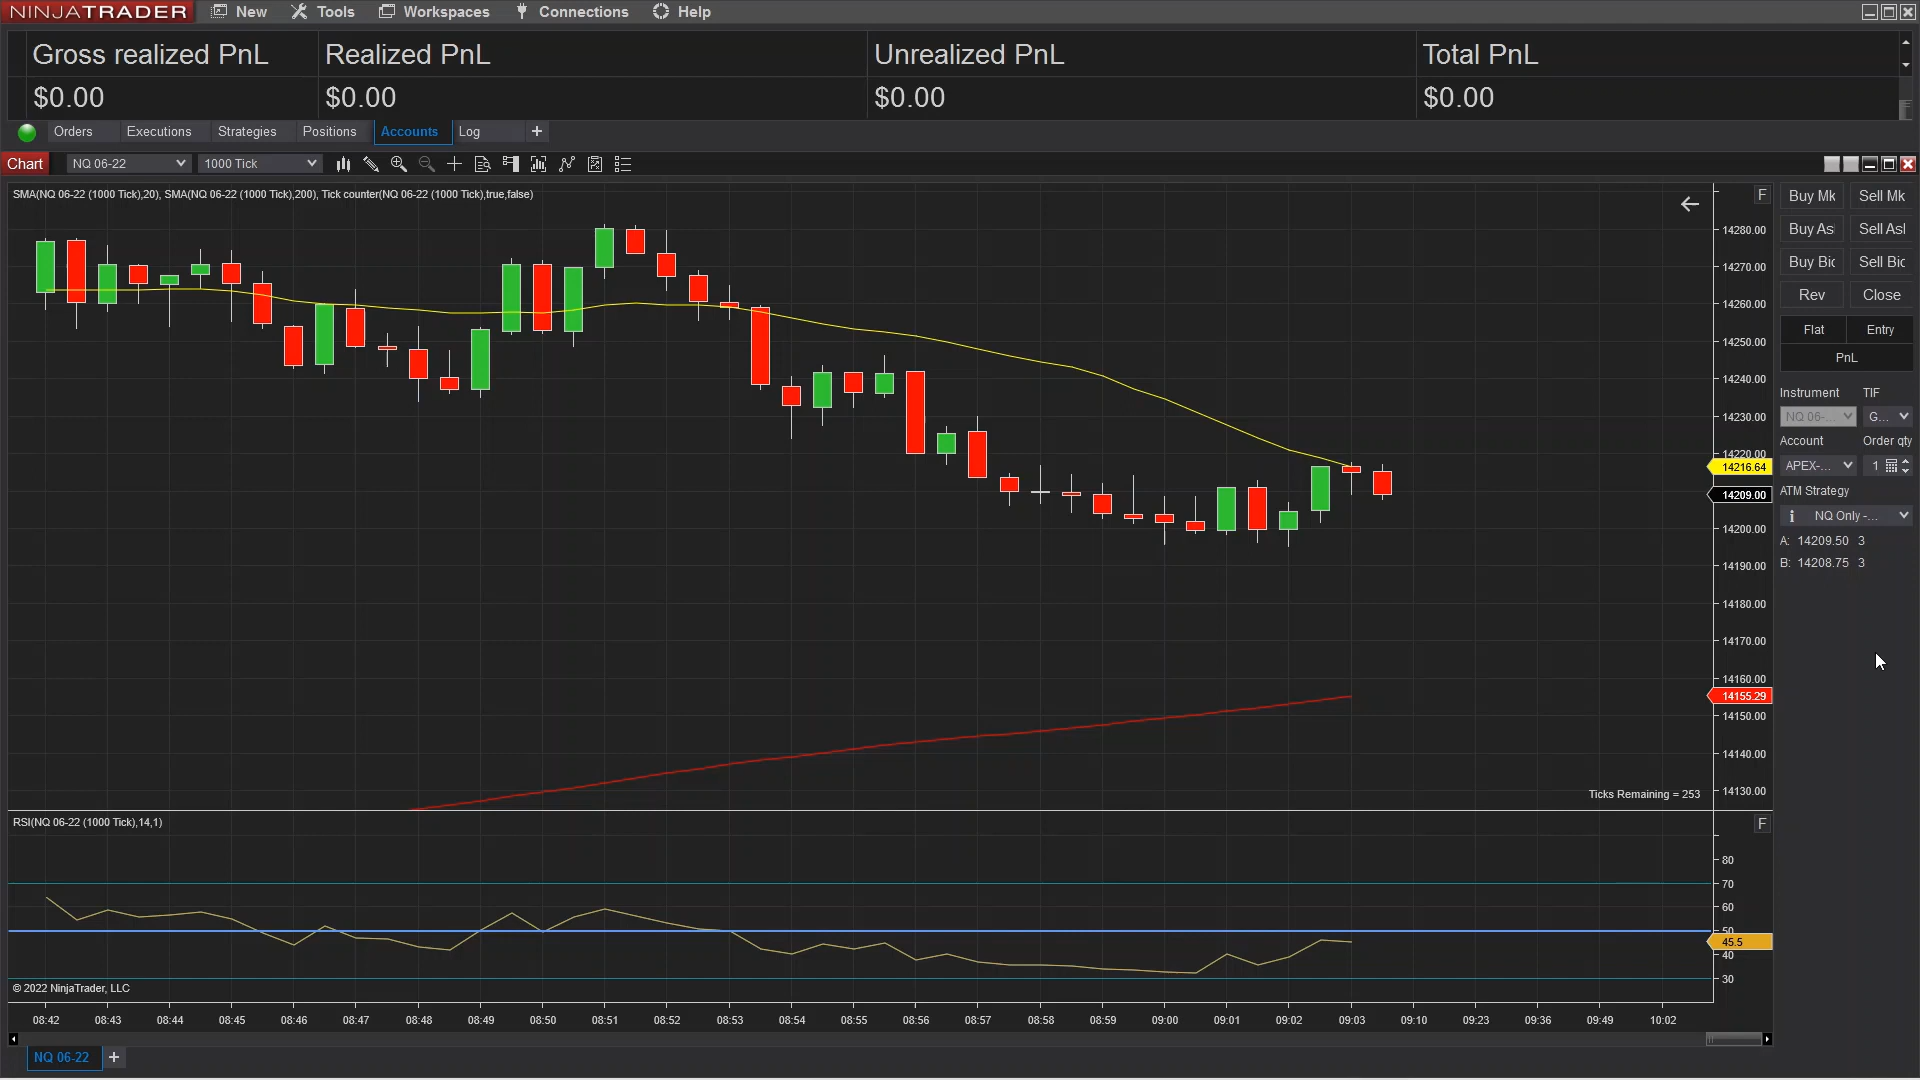 NINJATRADER New Tools Workspaces Connections Help
Gross realized PnL Realized PnL Unrealized PnL Total PnL
$0.00 $0.00 $0.00 $0.00
Orders Executions Strategies Positions Accounts Log +
Chart NQ 06-22 1000 Tick
SMA(NQ 06-22 (1000 Tick),20), SMA(NQ 06-22 (1000 Tick),200), Tick counter(NQ 06-22 (1000 Tick),true,false)
F
Buy Mk Sell Mk
14280.00
Buy As Sell Asl
14270.00
Buy Bic Sell Bic
14260.00
Rev Close
14250.00
Flat Entry
PnL
14240.00
Instrument TIF
14230.00
NQ 06-... G...
Account Order qty
14220.00
14216.64
APEX-... 1
14209.00
ATM Strategy
i NQ Only -...
14200.00
A: 14209.50 3
B: 14208.75 3
14190.00
14180.00
14170.00
14160.00
14155.29
14150.00
14140.00
14130.00
Ticks Remaining = 253
RSI(NQ 06-22 (1000 Tick),14,1)
F
80
70
60
50
45.5
40
30
© 2022 NinjaTrader, LLC
08:42 08:43 08:44 08:45 08:46 08:47 08:48 08:49 08:50 08:51 08:52 08:53 08:54 08:55 08:56 08:57 08:58 08:59 09:00 09:01 09:02 09:03 09:10 09:23 09:36 09:49 10:02
NQ 06-22 +